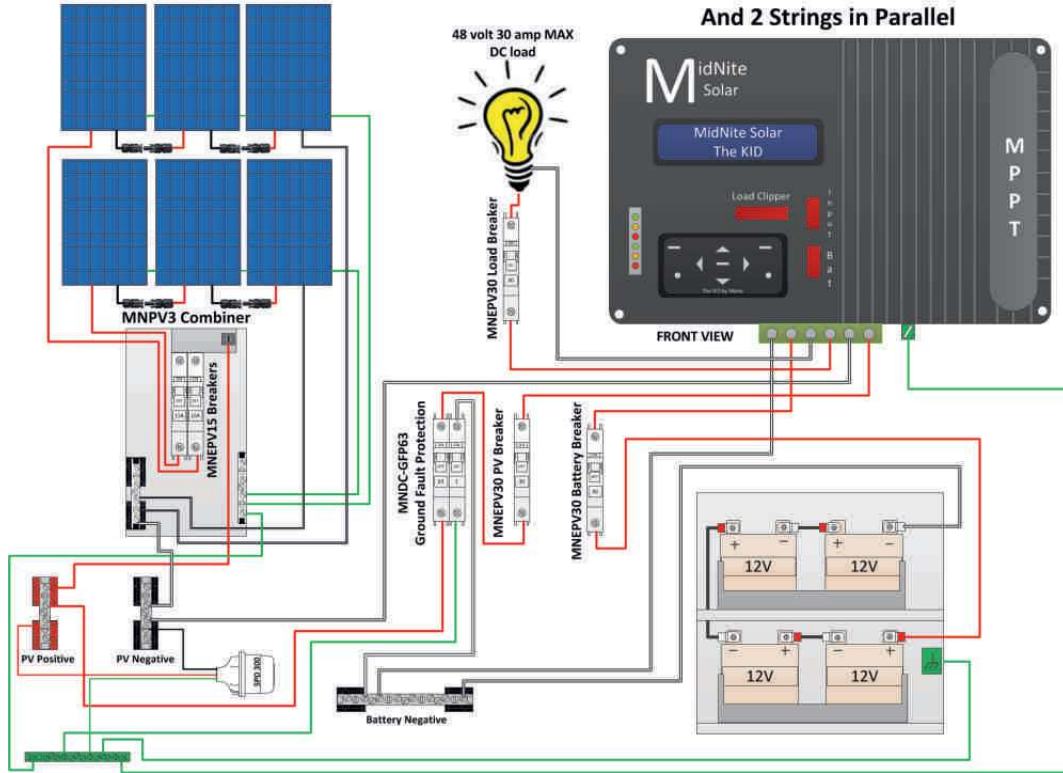 And 2 Strings in Parallel
48 volt 30 amp MAX
DC load
MidNite
Solar
MidNite Solar
The KID
MPPT
Load Clipper
Input
Bat
FRONT VIEW
MNEPV30 Load Breaker
MNPV3 Combiner
MNEPV15 Breakers
MNDC-GFP63
Ground Fault Protection
MNEPV30 PV Breaker
MNEPV30 Battery Breaker
+ − + −
12V 12V
− + − +
12V 12V
PV Positive
PV Negative
SPD 300
Battery Negative